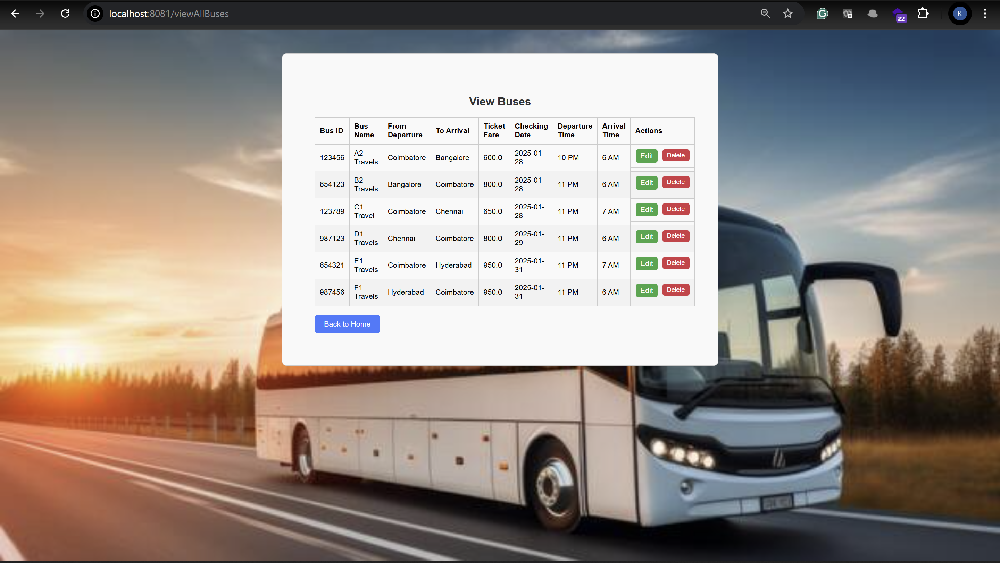 localhost:8081/viewAllBuses
22
K
View Buses
Bus ID Bus Name From Departure To Arrival Ticket Fare Checking Date Departure Time Arrival Time Actions
123456 A2 Travels Coimbatore Bangalore 600.0 2025-01-28 10 PM 6 AM Edit Delete
654123 B2 Travels Bangalore Coimbatore 800.0 2025-01-28 11 PM 6 AM Edit Delete
123789 C1 Travel Coimbatore Chennai 650.0 2025-01-28 11 PM 7 AM Edit Delete
987123 D1 Travels Chennai Coimbatore 800.0 2025-01-29 11 PM 6 AM Edit Delete
654321 E1 Travels Coimbatore Hyderabad 950.0 2025-01-31 11 PM 7 AM Edit Delete
987456 F1 Travels Hyderabad Coimbatore 950.0 2025-01-31 11 PM 6 AM Edit Delete
Back to Home